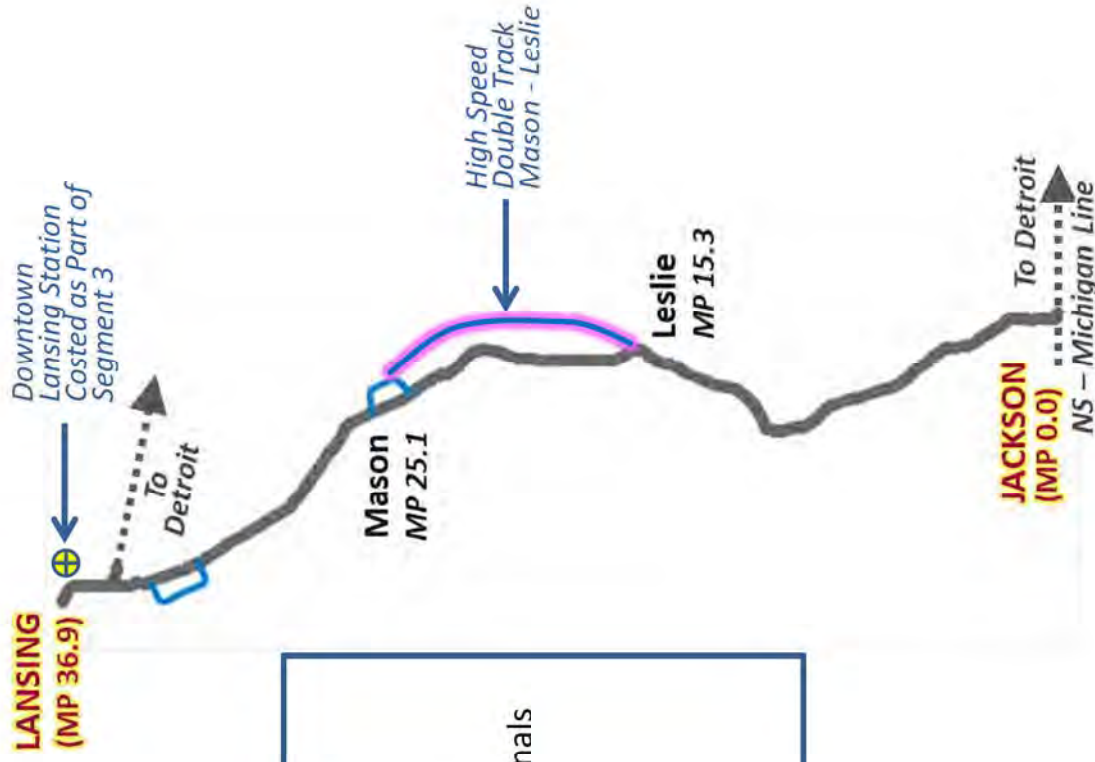 Downtown
Lansing Station
Costed as Part of
Segment 3
LANSING
(MP 36.9)
To
Detroit
Mason
MP 25.1
High Speed
Double Track
Mason - Leslie
Leslie
MP 15.3
nals
JACKSON
(MP 0.0)
To Detroit
NS – Michigan Line